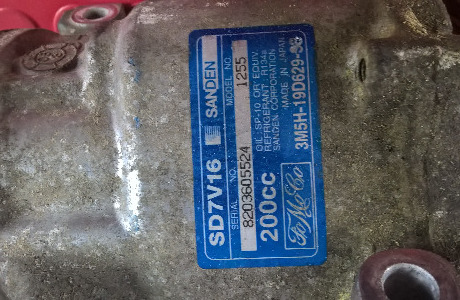 SD7V16 SANDEN
SERIAL NO. MODEL NO.
8203605524 1255
200cc
OIL SP-10 OR EQUIV.
REFRIGERANT R134a
SANDEN CORPORATION
MADE IN JAPAN
FoMoCo
3M5H-19D629-